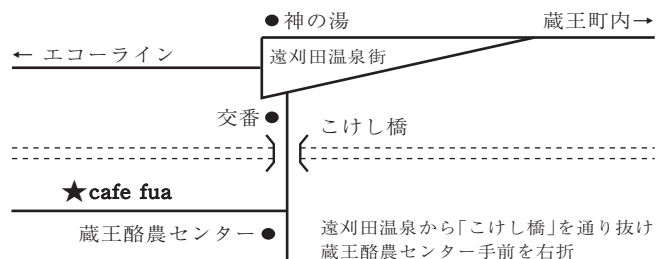 ●神の湯
蔵王町内→
← エコーライン
遠刈田温泉街
交番●
こけし橋
★cafe fua
蔵王酪農センター●
遠刈田温泉から｢こけし橋｣を通り抜け
蔵王酪農センター手前を右折